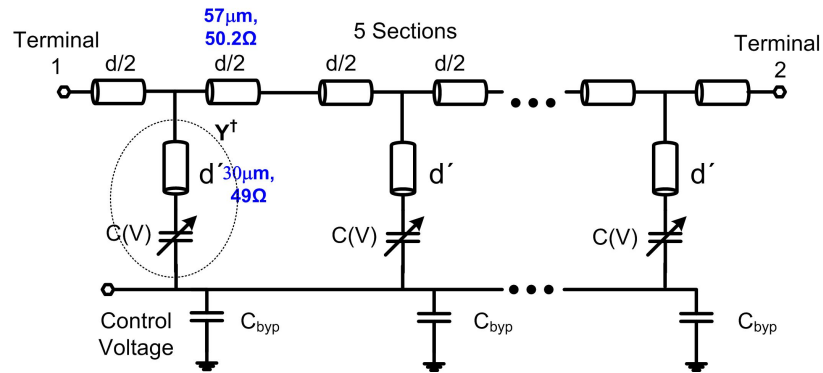 57μm,
50.2Ω
5 Sections
Terminal
1
d/2
d/2
d/2
d/2
Terminal
2
Y†
d´
30μm,
49Ω
d´
d´
C(V)
C(V)
C(V)
Control
Voltage
Cbyp
Cbyp
Cbyp